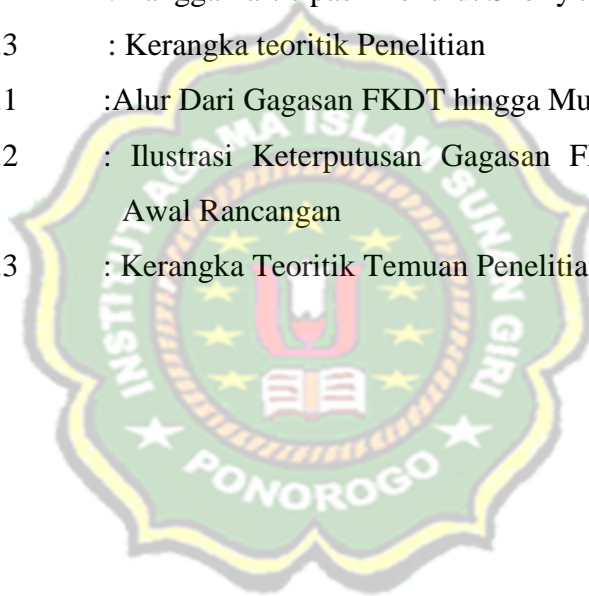 .3 : Kerangka teoritik Penelitian
.1 :Alur Dari Gagasan FKDT hingga Mu
.2 : Ilustrasi Keterputusan Gagasan
Awal Rancangan
.3 : Kerangka Teoritik Temuan Penelitian
INSTITUT AGAMA ISLAM SUNAN GIRI
PONOROGO